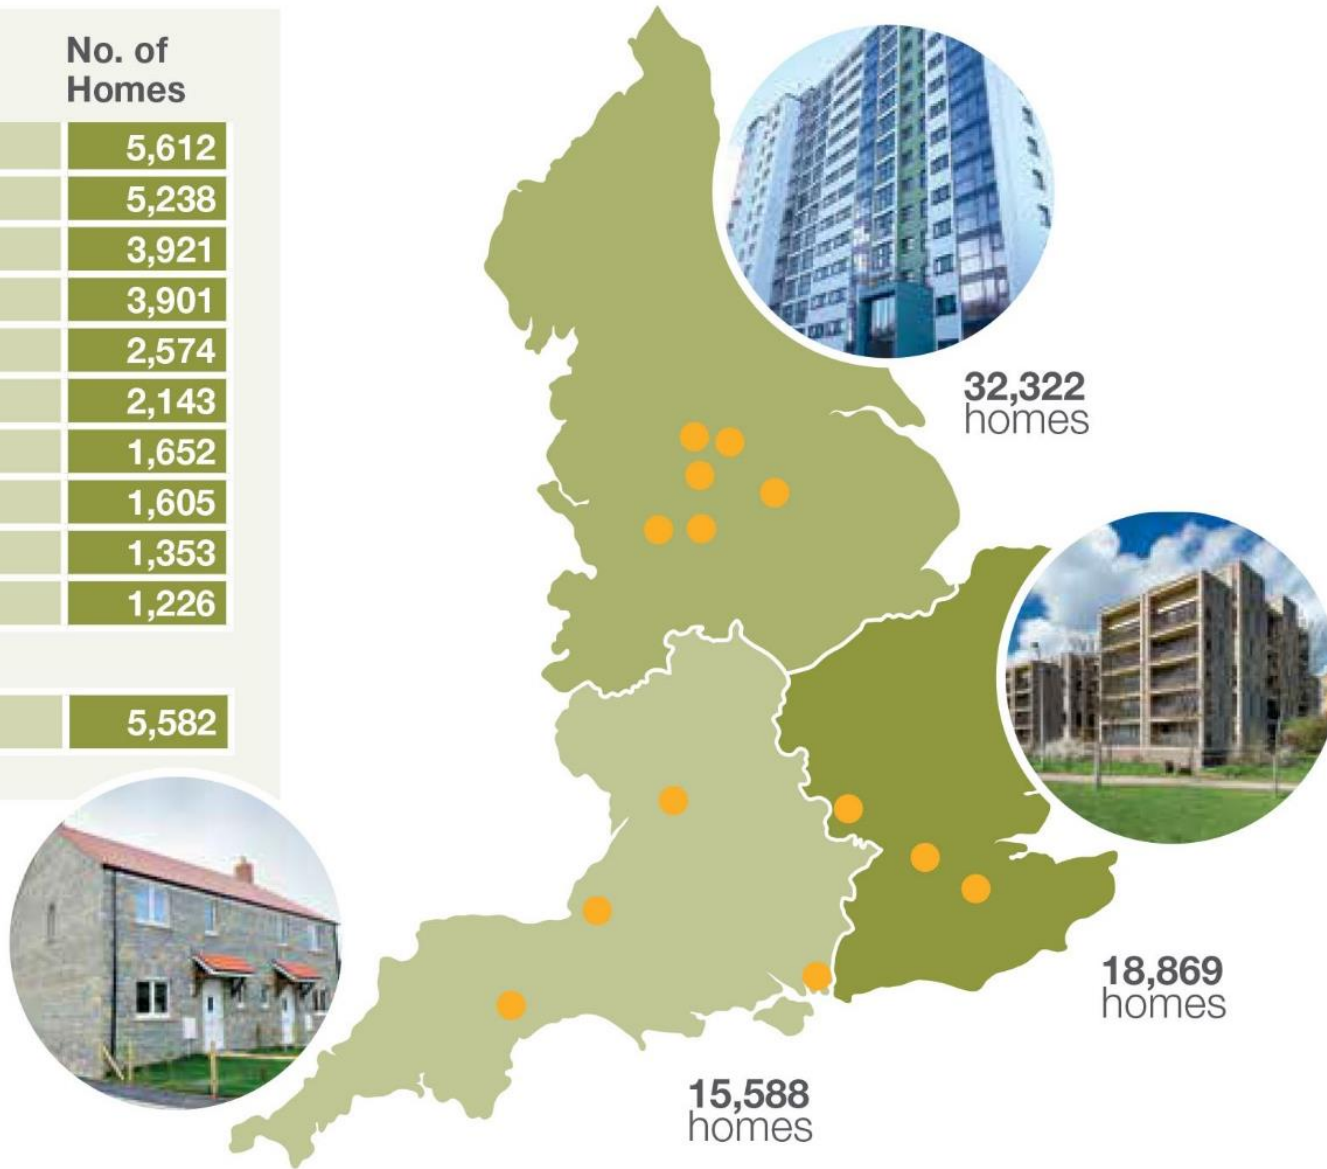 No. of
Homes
5,612
5,238
3,921
3,901
2,574
2,143
1,652
1,605
1,353
1,226
5,582
32,322
homes
18,869
homes
15,588
homes